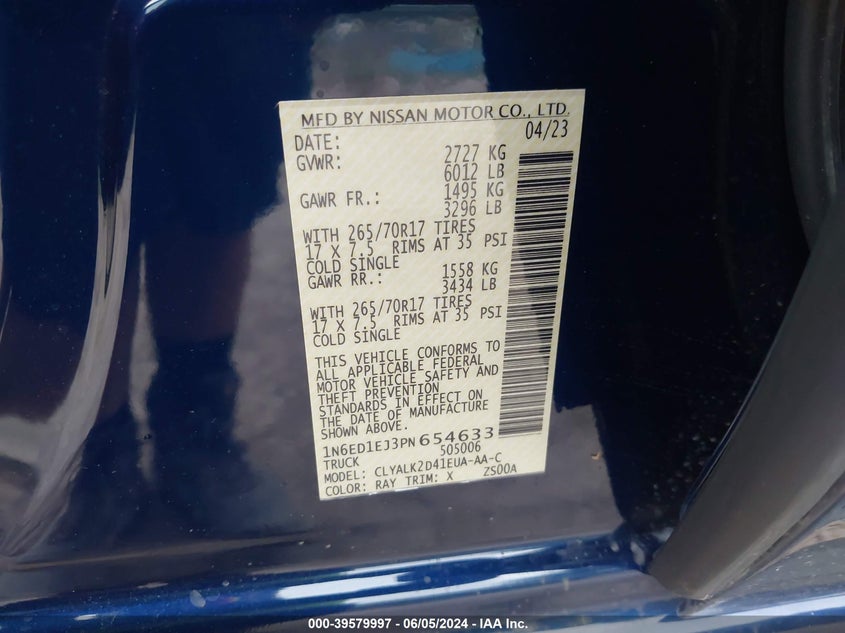 MFD BY NISSAN MOTOR CO., LTD.
DATE: 04/23
GVWR: 2727 KG
6012 LB
GAWR FR.: 1495 KG
3296 LB
WITH 265/70R17 TIRES
17 X 7.5 RIMS AT 35 PSI
COLD SINGLE
GAWR RR.: 1558 KG
3434 LB
WITH 265/70R17 TIRES
17 X 7.5 RIMS AT 35 PSI
COLD SINGLE
THIS VEHICLE CONFORMS TO
ALL APPLICABLE FEDERAL
MOTOR VEHICLE SAFETY AND
THEFT PREVENTION
STANDARDS IN EFFECT ON
THE DATE OF MANUFACTURE
SHOWN ABOVE.
1N6ED1EJ3PN654633
TRUCK 505006
MODEL: CLYALK2D41EUA-AA-C
COLOR: RAY TRIM: X ZS00A
000-39579997 - 06/05/2024 - IAA Inc.